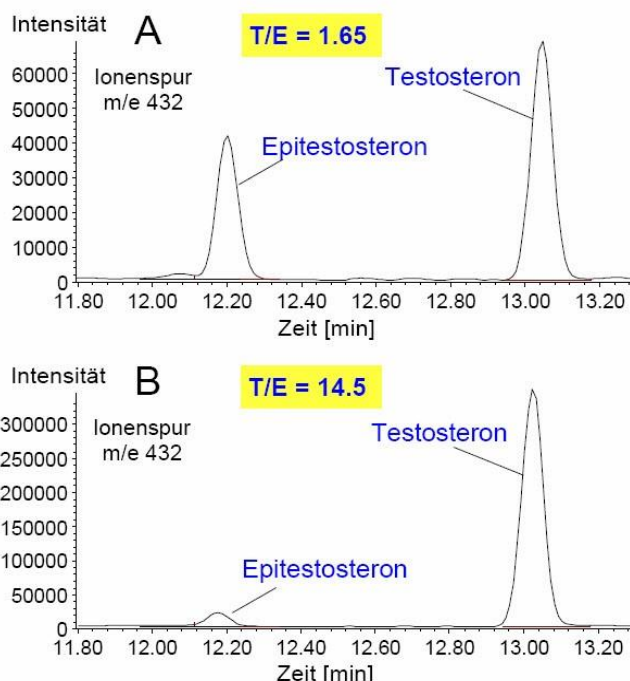 Intensität
A
T/E = 1.65
60000
50000
40000
30000
20000
10000
0
Ionenspur
m/e 432
Epitestosteron
Testosteron
11.80 12.00 12.20 12.40 12.60 12.80 13.00 13.20
Zeit [min]
Intensität
B
T/E = 14.5
300000
250000
200000
150000
100000
50000
0
Ionenspur
m/e 432
Testosteron
Epitestosteron
11.80 12.00 12.20 12.40 12.60 12.80 13.00 13.20
Zeit [min]